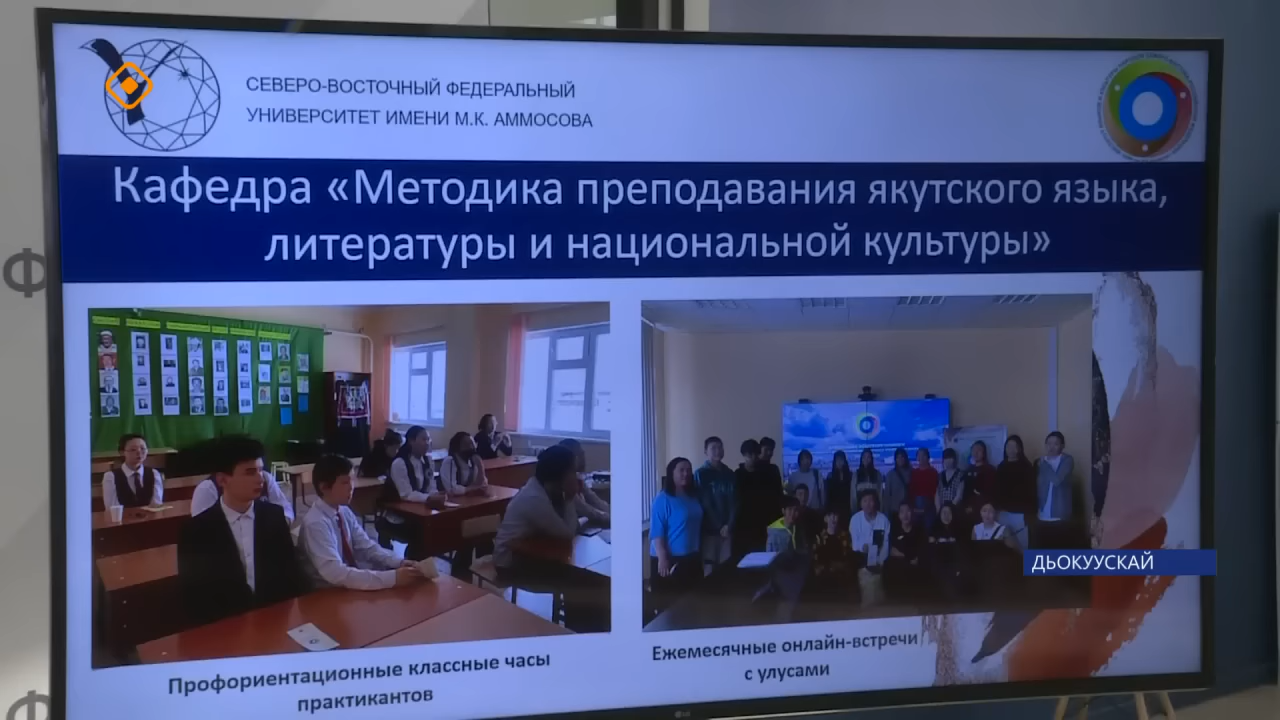 СЕВЕРО-ВОСТОЧНЫЙ ФЕДЕРАЛЬНЫЙ
УНИВЕРСИТЕТ ИМЕНИ М.К. АММОСОВА
Кафедра «Методика преподавания якутского языка,
литературы и национальной культуры»
Ф
ДЬОКУУСКАЙ
Профориентационные классные часы
практикантов
Ежемесячные онлайн-встречи
с улусами
Ф
LG